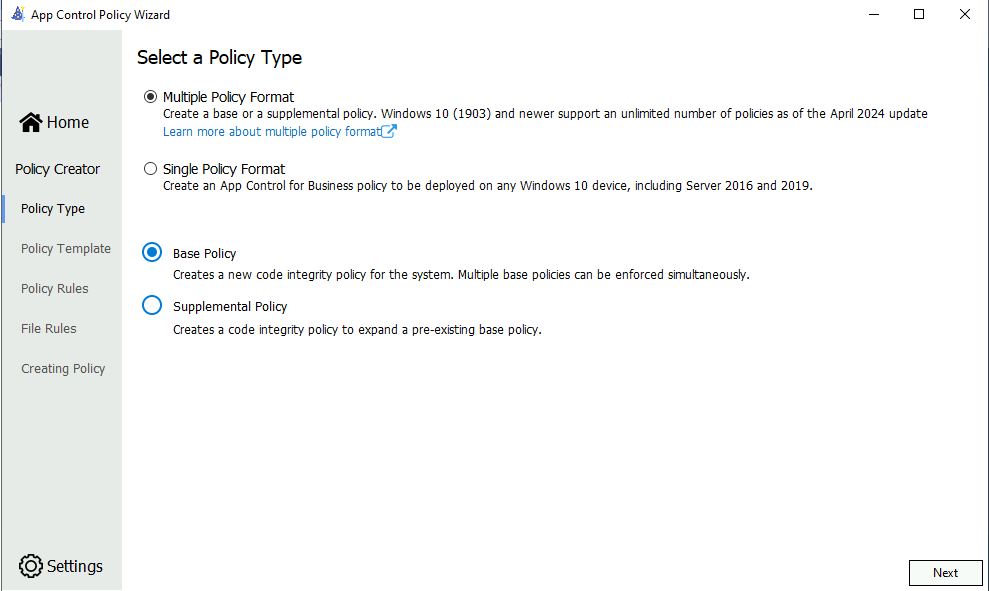 App Control Policy Wizard
Home
Policy Creator
Policy Type
Policy Template
Policy Rules
File Rules
Creating Policy
Settings
Select a Policy Type
Multiple Policy Format
Create a base or a supplemental policy. Windows 10 (1903) and newer support an unlimited number of policies as of the April 2024 update
Learn more about multiple policy format
Single Policy Format
Create an App Control for Business policy to be deployed on any Windows 10 device, including Server 2016 and 2019.
Base Policy
Creates a new code integrity policy for the system. Multiple base policies can be enforced simultaneously.
Supplemental Policy
Creates a code integrity policy to expand a pre-existing base policy.
Next